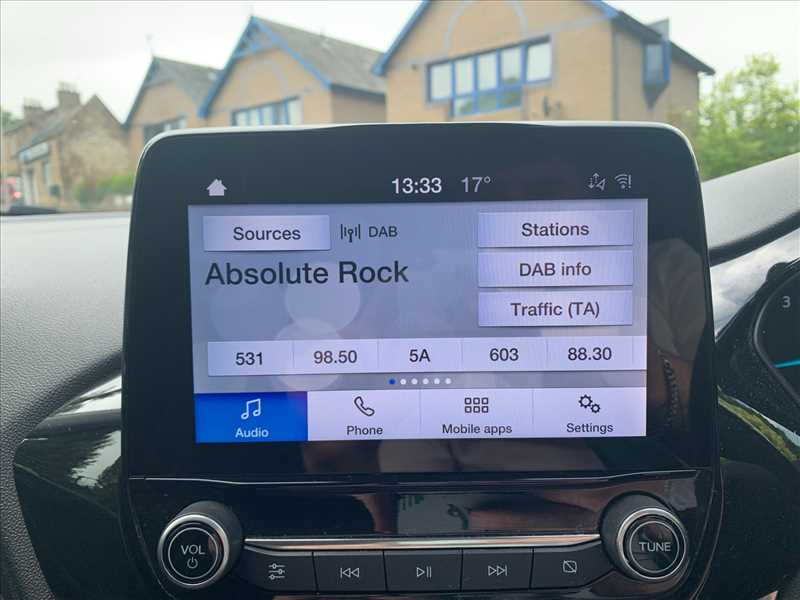 13:33 17°
Sources DAB Stations
Absolute Rock DAB info
Traffic (TA)
531 98.50 5A 603 88.30
Audio Phone Mobile apps Settings
VOL TUNE
3